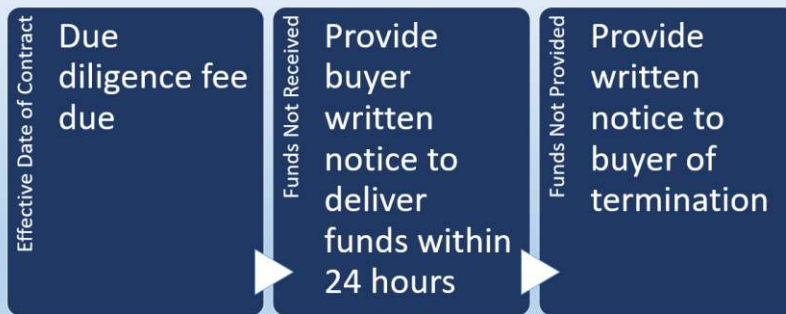 Effective Date of Contract
Due
diligence fee
due
Funds Not Received
Provide
buyer
written
notice to
deliver
funds within
24 hours
Funds Not Provided
Provide
written
notice to
buyer of
termination